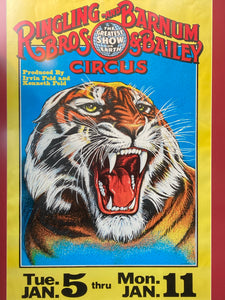 RINGLING BROS AND BARNUM & BAILEY
THE GREATEST SHOW ON EARTH
CIRCUS
Produced By
Irvin Feld and
Kenneth Feld
Tue. JAN. 5 thru Mon. JAN. 11